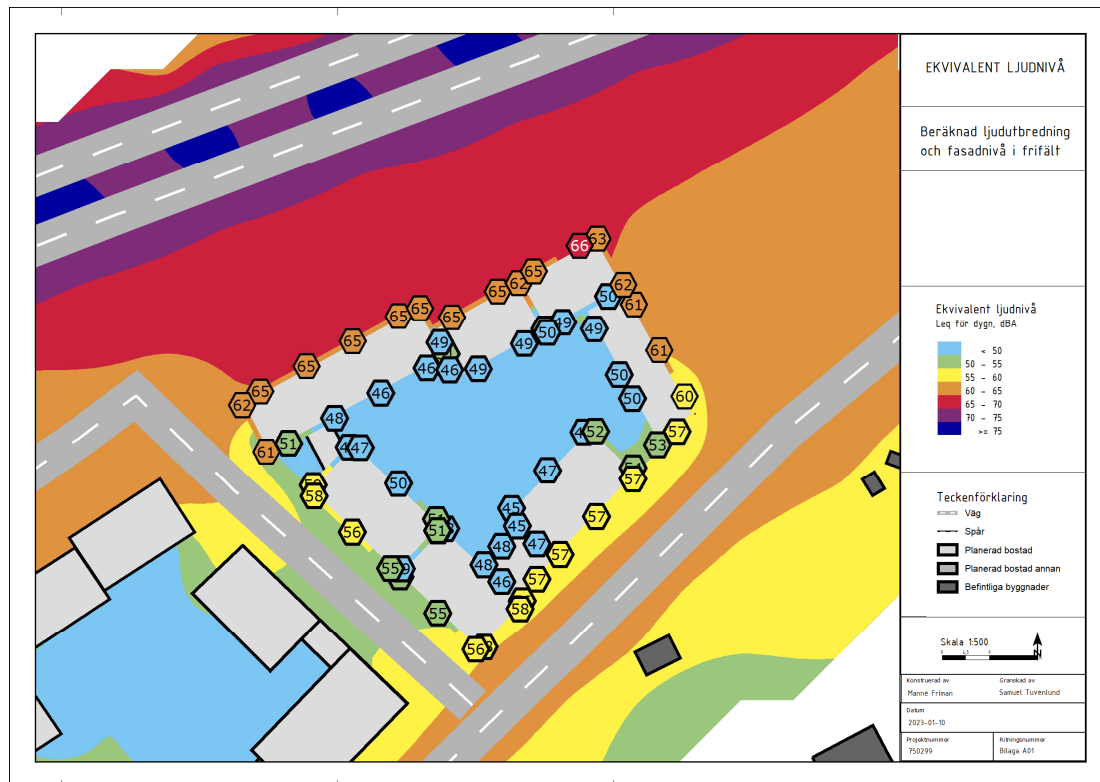 EKVIVALENT LJUDNIVÅ
Beräknad ljudutbredning
och fasadnivå i frifält
Ekvivalent ljudnivå
Leq för dygn, dBA
< 50
50 - 55
55 - 60
60 - 65
65 - 70
70 - 75
>= 75
Teckenförklaring
Väg
Spår
Planerad bostad
Planerad bostad annan
Befintliga byggnader
Skala 1:500
N
Konstruerad av
Manne Friman
Granskad av
Samuel Tuvenlund
Datum
2023-01-10
Projektnummer
750299
Ritningsnummer
Bilaga A01
66
63
65
62
65
62
50
61
65
65
65
49
50
49
49
65
49
61
65
46
46
49
50
65
46
50
60
62
48
57
61
51
47
52
53
50
47
57
58
45
57
56
51
51
45
48
47
57
55
48
46
57
55
58
56